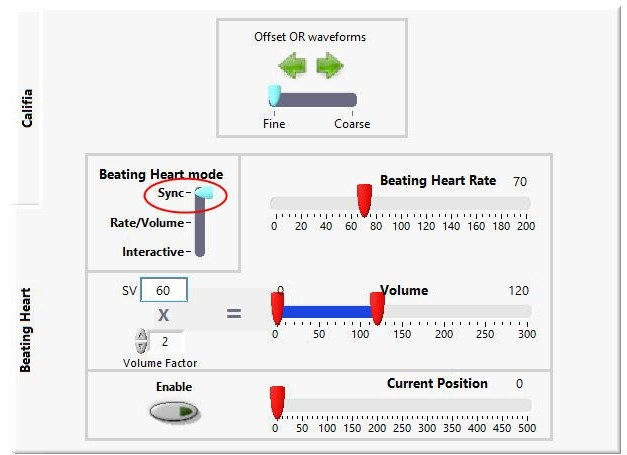 Califia
Offset OR waveforms
Fine Coarse
Beating Heart
Beating Heart mode
Sync
Rate/Volume
Interactive
Beating Heart Rate 70
0 20 40 60 80 100 120 140 160 180 200
SV 60
X
2
Volume Factor
=
0 Volume 120
0 50 100 150 200 250 300
Enable
Current Position 0
0 50 100 150 200 250 300 350 400 450 500